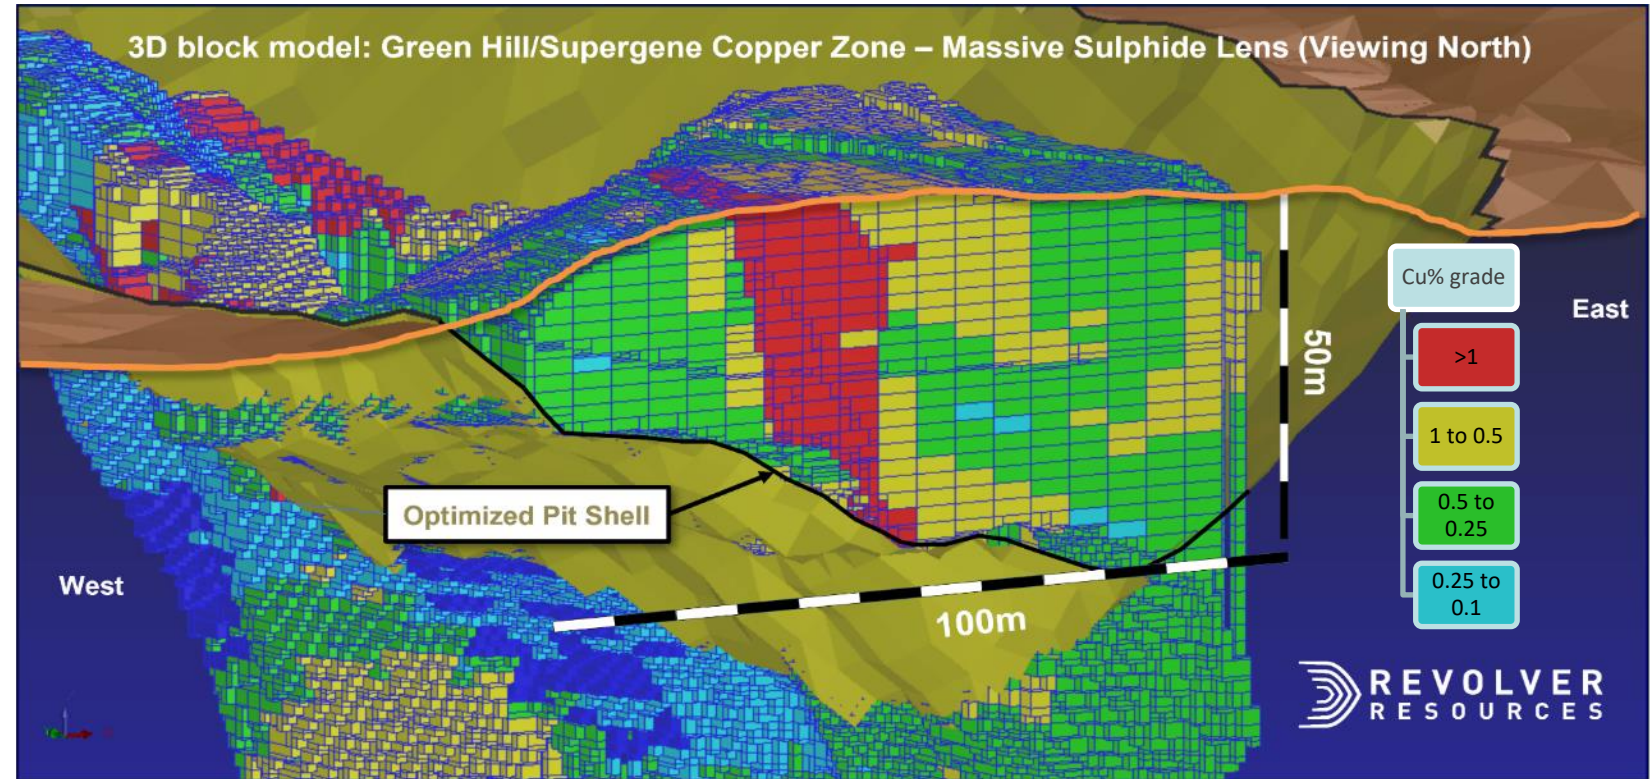 3D block model: Green Hill/Supergene Copper Zone – Massive Sulphide Lens (Viewing North)
Cu% grade
East
>1
50m
1 to 0.5
0.5 to
0.25
Optimized Pit Shell
0.25 to
0.1
West
100m
REVOLVER
RESOURCES